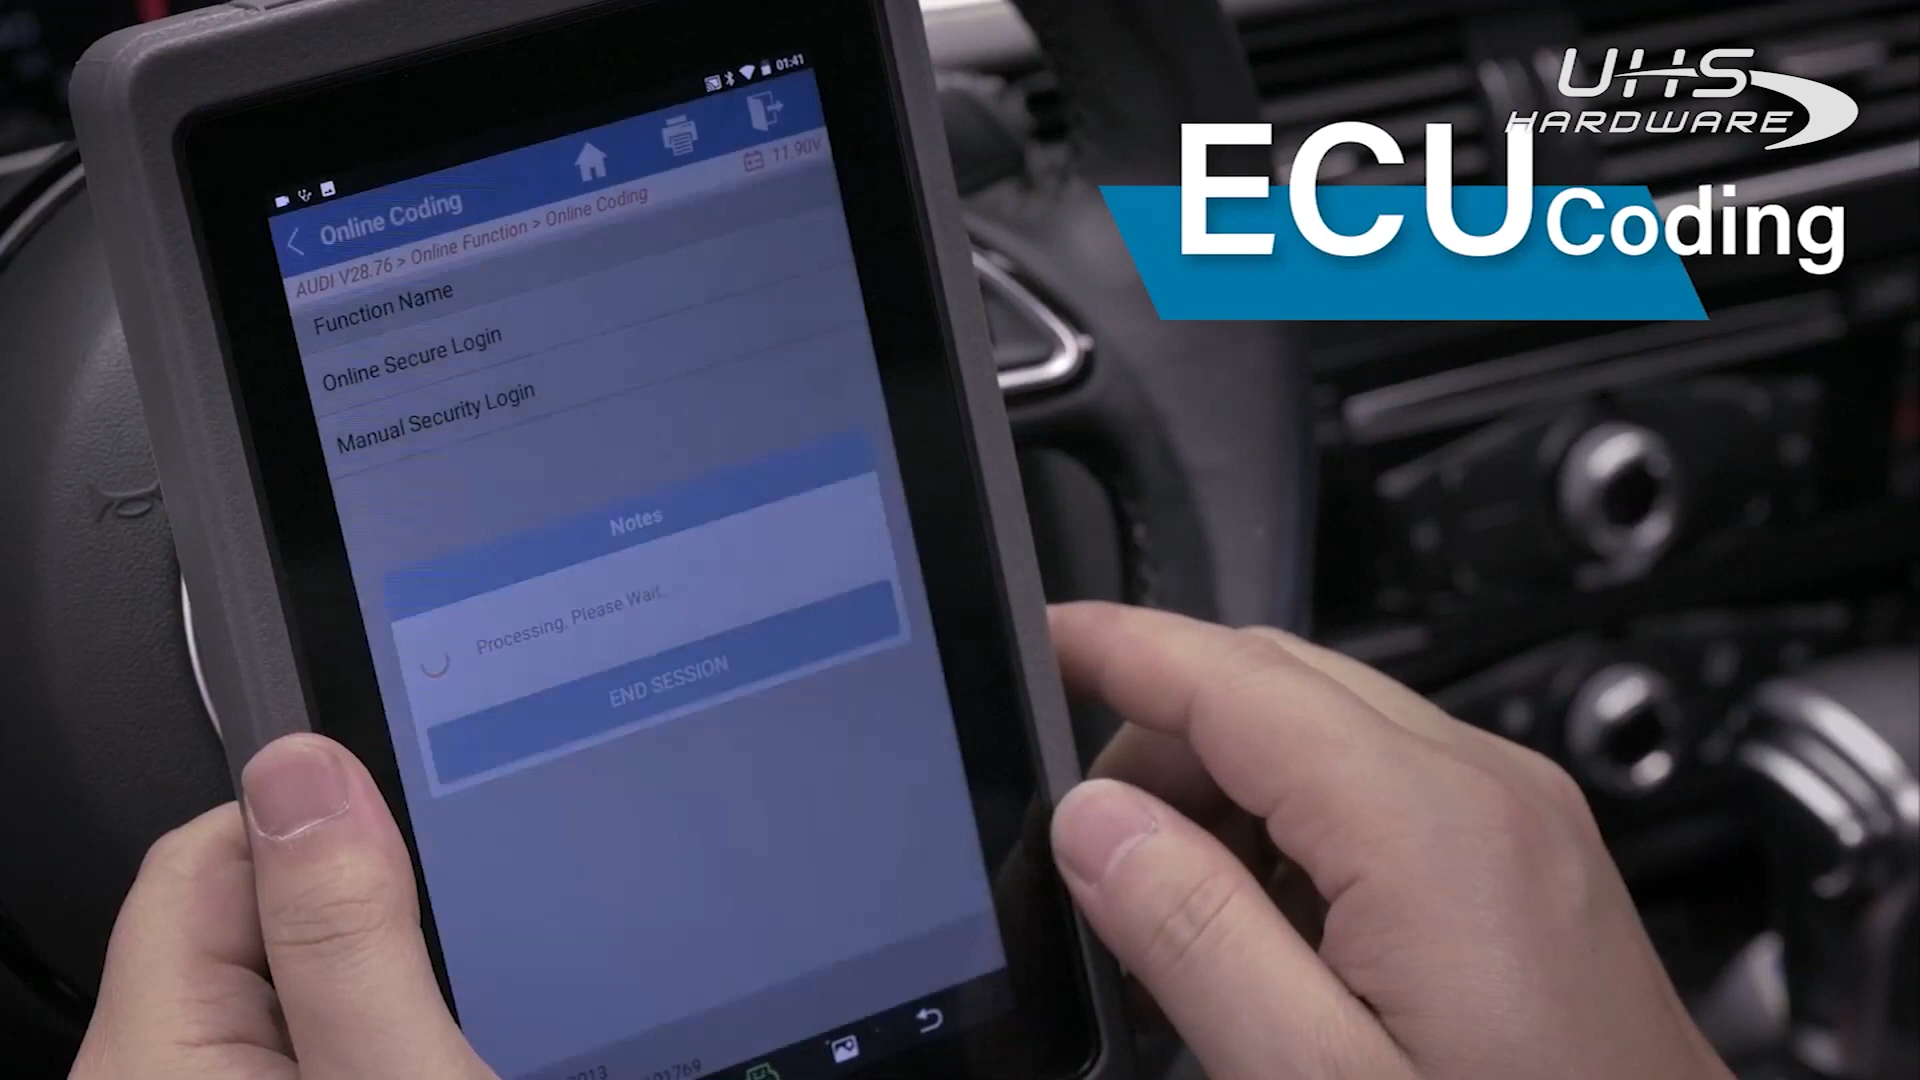 UHS
HARDWARE
ECU Coding
01:41
Online Coding
11.90V
AUDI V28.76 > Online Function > Online Coding
Function Name
Online Secure Login
Manual Security Login
Notes
Processing. Please Wait..
END SESSION